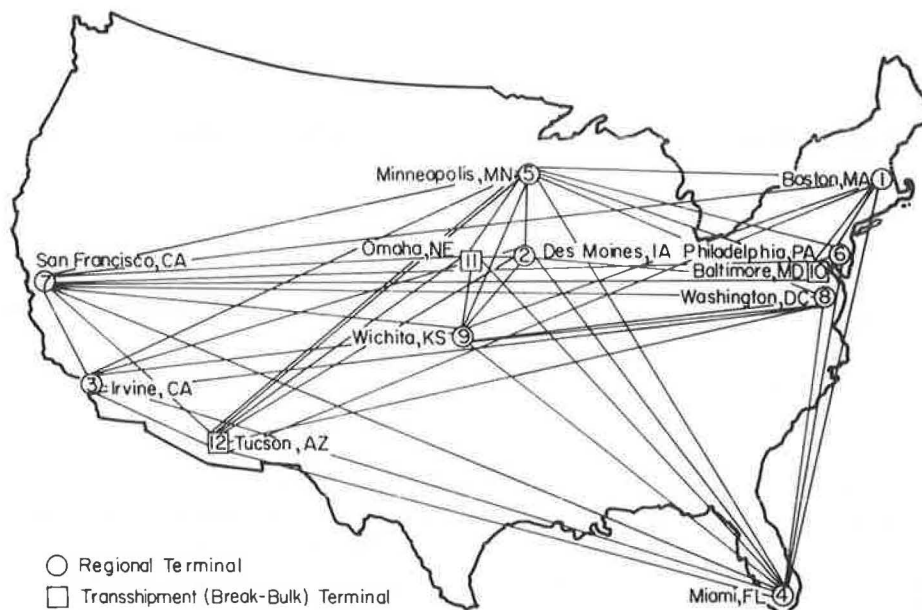 Minneapolis, MN 5
Boston, MA 1
San Francisco, CA
7
Omaha, NE
11
2 Des Moines, IA
Philadelphia, PA 6
Baltimore, MD 10
Washington, DC 8
Wichita, KS 9
3 Irvine, CA
12 Tucson, AZ
Regional Terminal
Transshipment (Break-Bulk) Terminal
Miami, FL 4